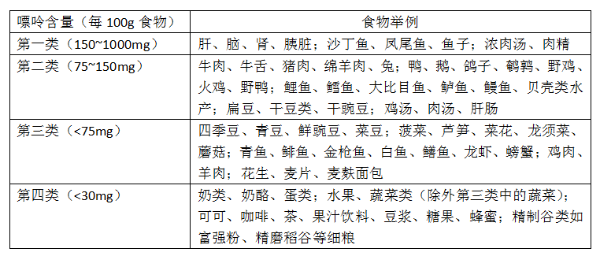 嘌呤含量（每 100g 食物） 食物举例
第一类（150~1000mg） 肝、脑、肾、胰脏；沙丁鱼、凤尾鱼、鱼子；浓肉汤、肉精
第二类（75~150mg） 牛肉、牛舌、猪肉、绵羊肉、兔；鸭、鹅、鸽子、鹌鹑、野鸡、
火鸡、野鸭；鲤鱼、鳕鱼、大比目鱼、鲈鱼、鳗鱼、贝壳类水
产；扁豆、干豆类、干豌豆；鸡汤、肉汤、肝肠
第三类（<75mg） 四季豆、青豆、鲜豌豆、菜豆；菠菜、芦笋、菜花、龙须菜、
蘑菇；青鱼、鲱鱼、金枪鱼、白鱼、鳝鱼、龙虾、螃蟹；鸡肉、
羊肉；花生、麦片、麦麸面包
第四类（<30mg） 奶类、奶酪、蛋类；水果、蔬菜类（除外第三类中的蔬菜）；
可可、咖啡、茶、果汁饮料、豆浆、糖果、蜂蜜；精制谷类如
富强粉、精磨稻谷等细粮